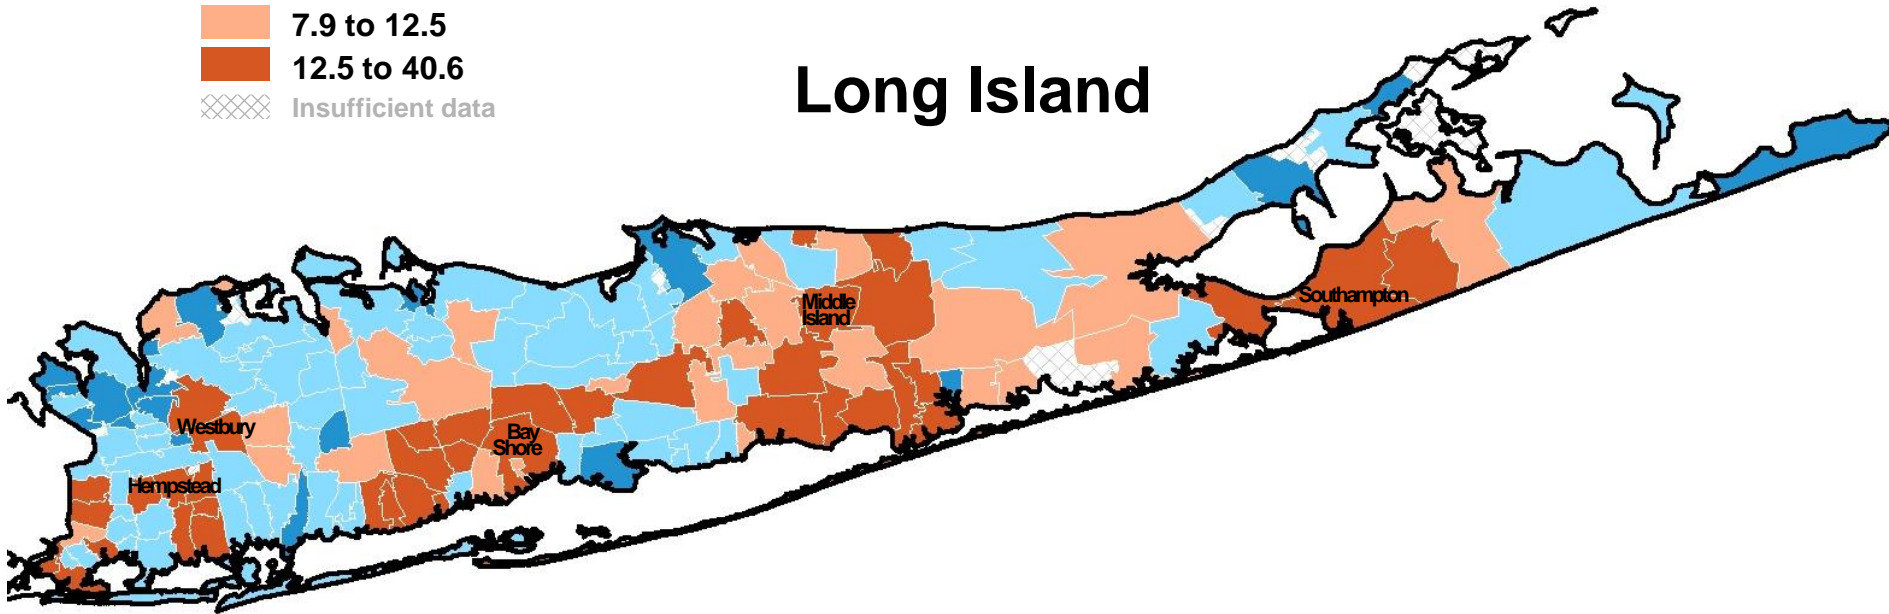 7.9 to 12.5
12.5 to 40.6
Insufficient data
Long Island
Middle
Island
Southampton
Westbury
Bay
Shore
Hempstead